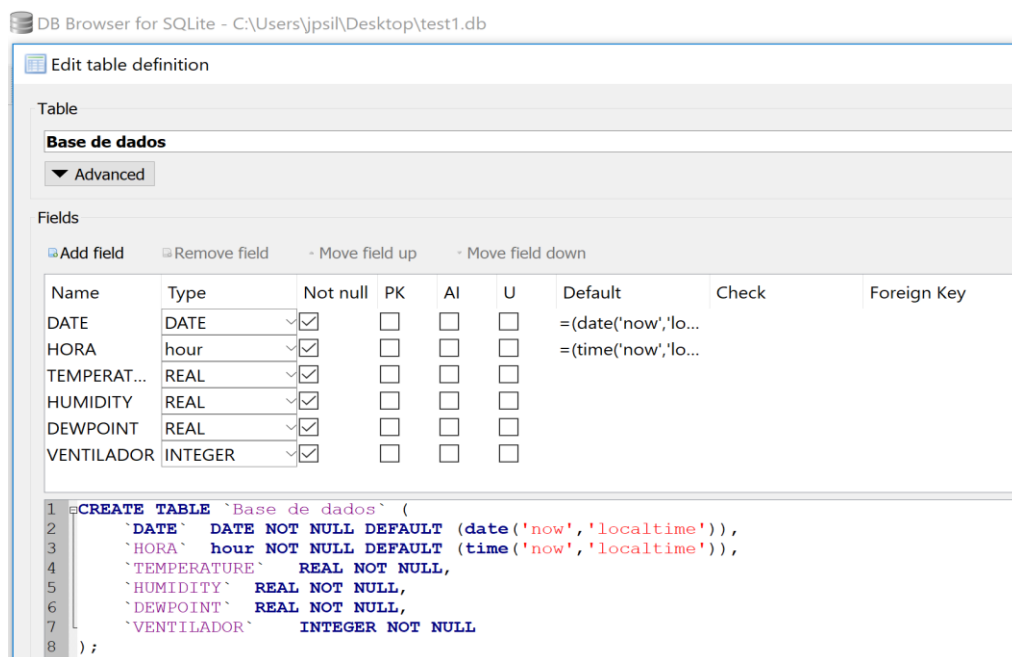 DB Browser for SQLite - C:\Users\jpsil\Desktop\test1.db
Edit table definition
Table
Base de dados
Advanced
Fields
Add field Remove field Move field up Move field down
Name Type Not null PK AI U Default Check Foreign Key
DATE DATE =(date('now','lo...
HORA hour =(time('now','lo...
TEMPERAT... REAL
HUMIDITY REAL
DEWPOINT REAL
VENTILADOR INTEGER
1 CREATE TABLE `Base de dados` (
2 `DATE` DATE NOT NULL DEFAULT (date('now','localtime')),
3 `HORA` hour NOT NULL DEFAULT (time('now','localtime')),
4 `TEMPERATURE` REAL NOT NULL,
5 `HUMIDITY` REAL NOT NULL,
6 `DEWPOINT` REAL NOT NULL,
7 `VENTILADOR` INTEGER NOT NULL
8 );